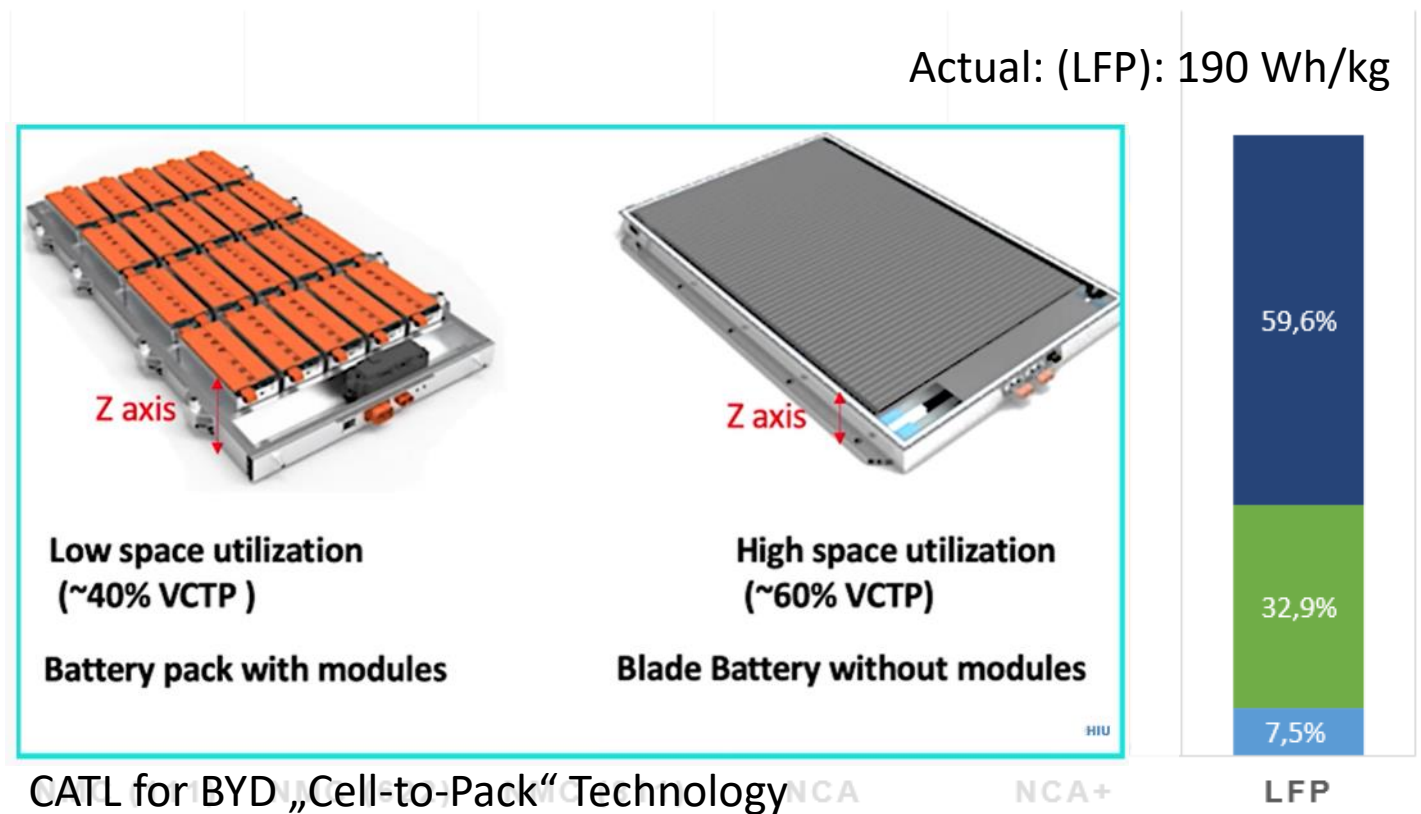 Actual: (LFP): 190 Wh/kg
Z axis
Z axis
Low space utilization
(~40% VCTP )
High space utilization
(~60% VCTP)
Battery pack with modules
Blade Battery without modules
HIU
59,6%
32,9%
7,5%
CATL for BYD „Cell-to-Pack“ Technology
NCA
NCA+
LFP